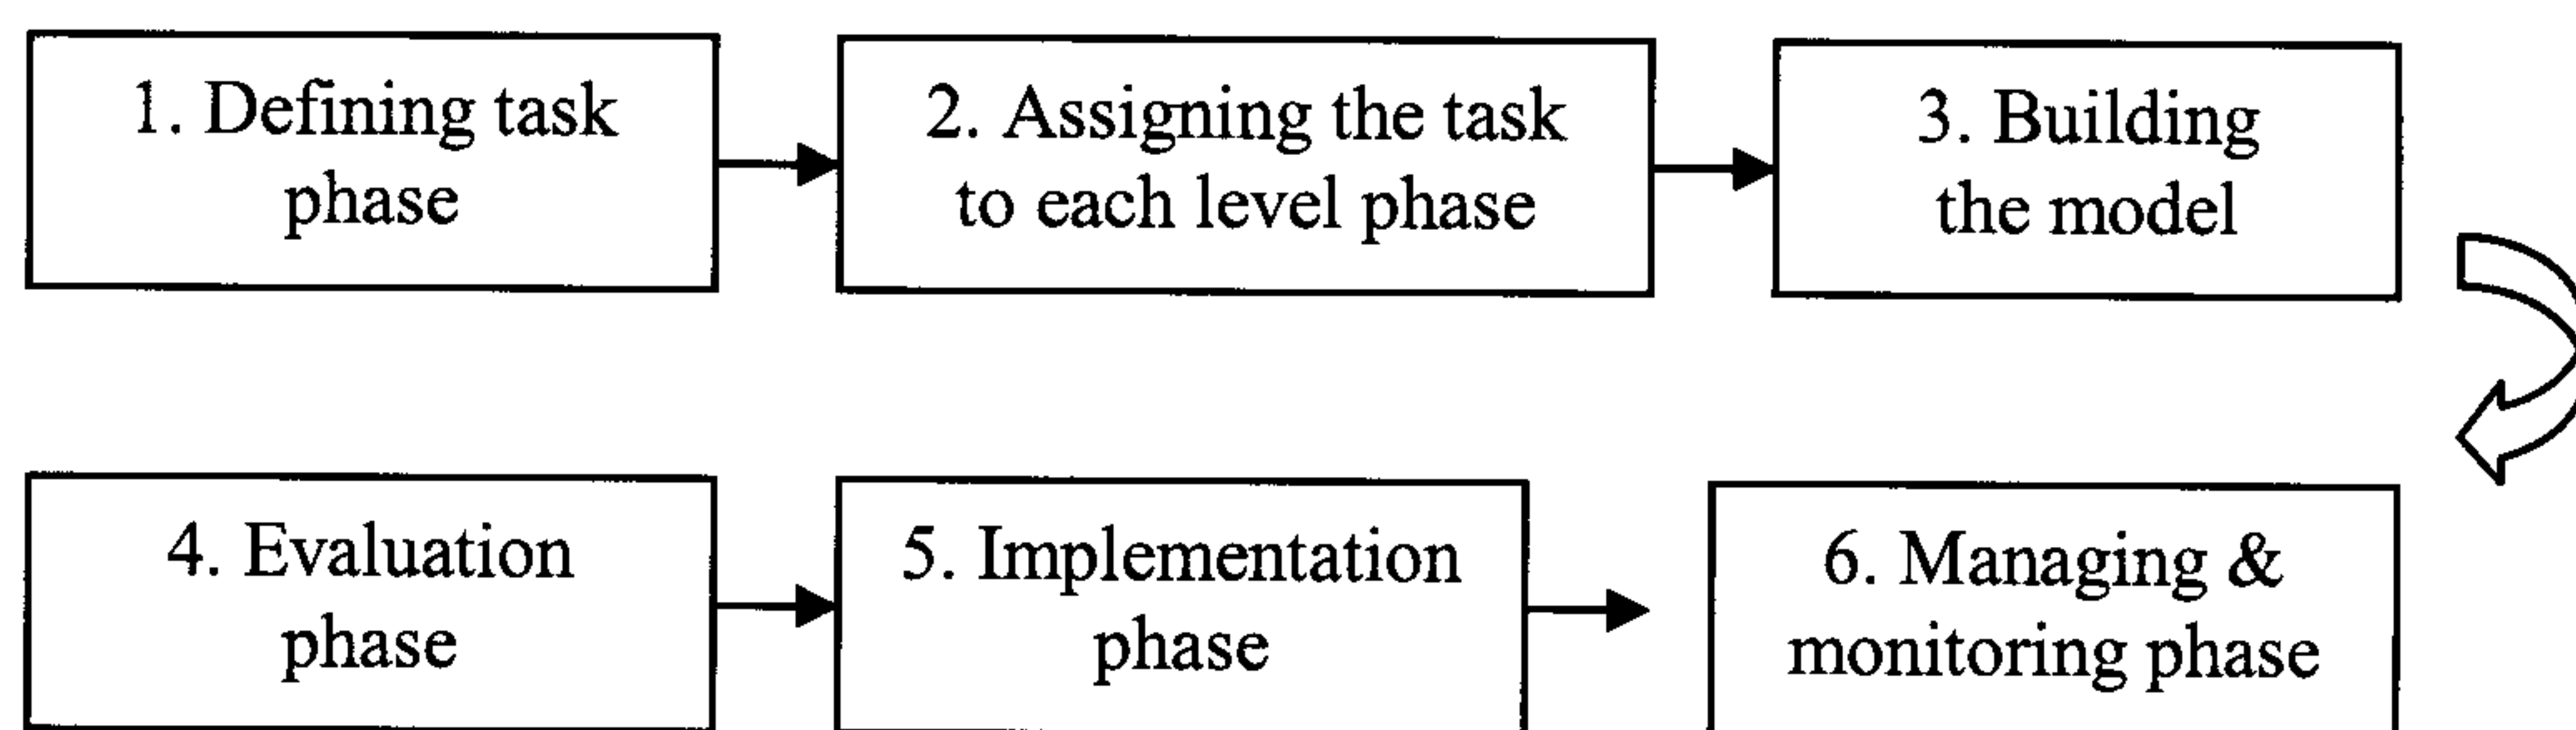 1. Defining task
phase
2. Assigning the task
to each level phase
3. Building
the model
4. Evaluation
phase
5. Implementation
phase
6. Managing &
monitoring phase